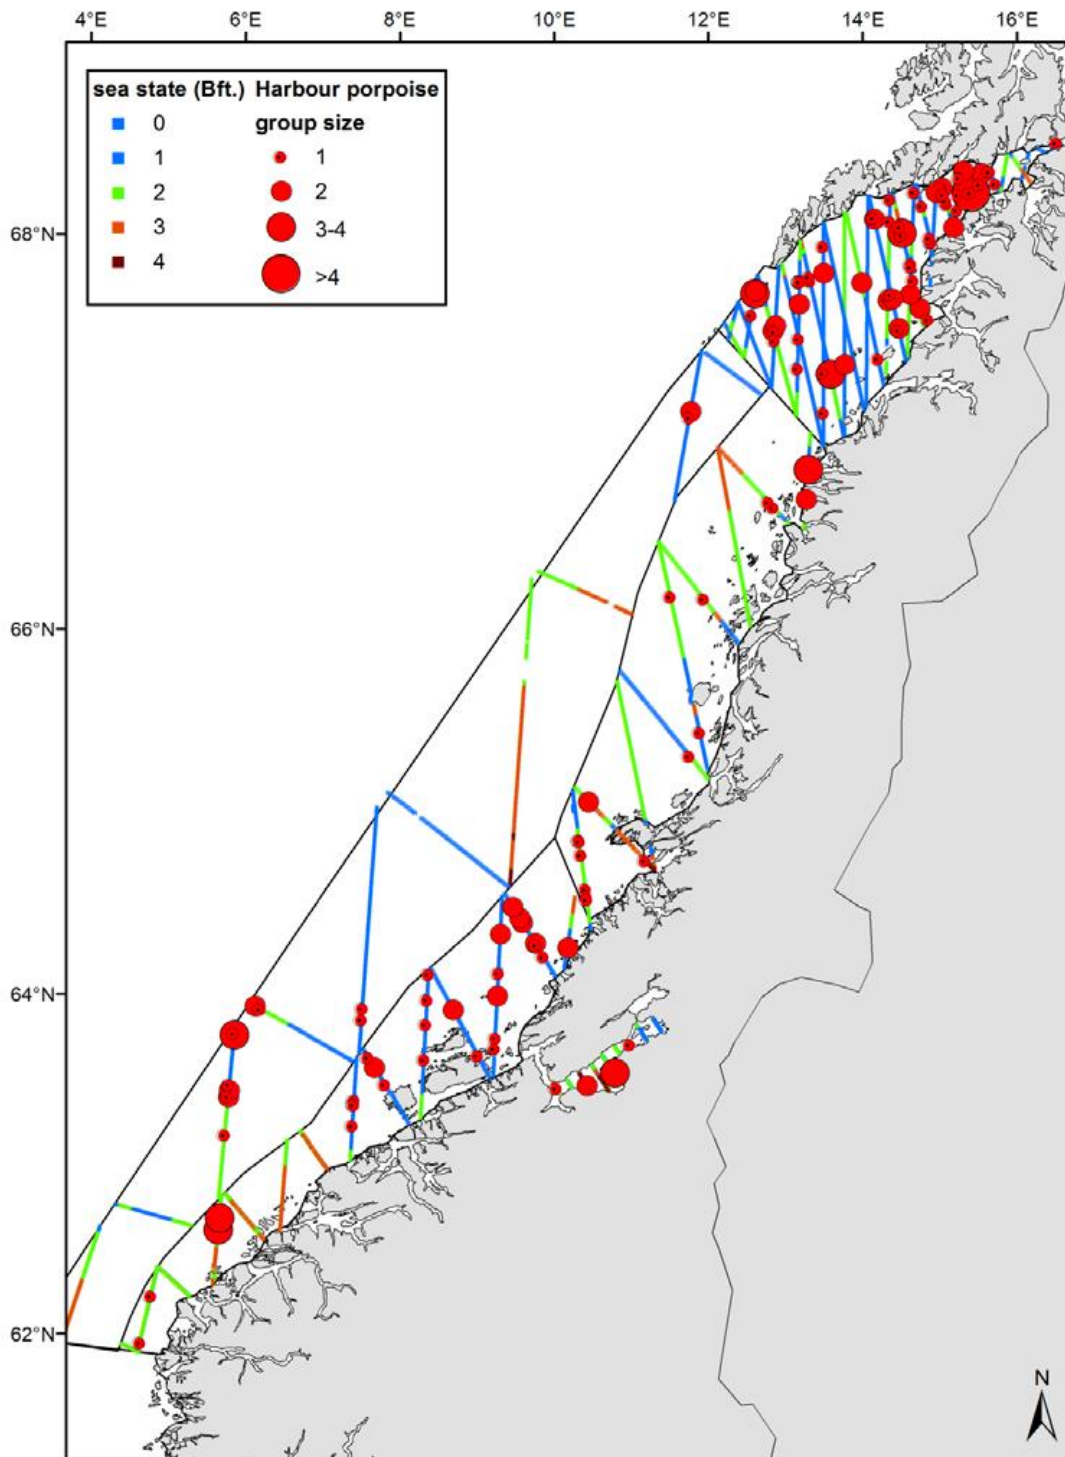 4°E 6°E 8°E 10°E 12°E 14°E 16°E
sea state (Bft.) Harbour porpoise
group size
0
1 1
2 2
3 3-4
4 >4
68°N
66°N
64°N
62°N
N